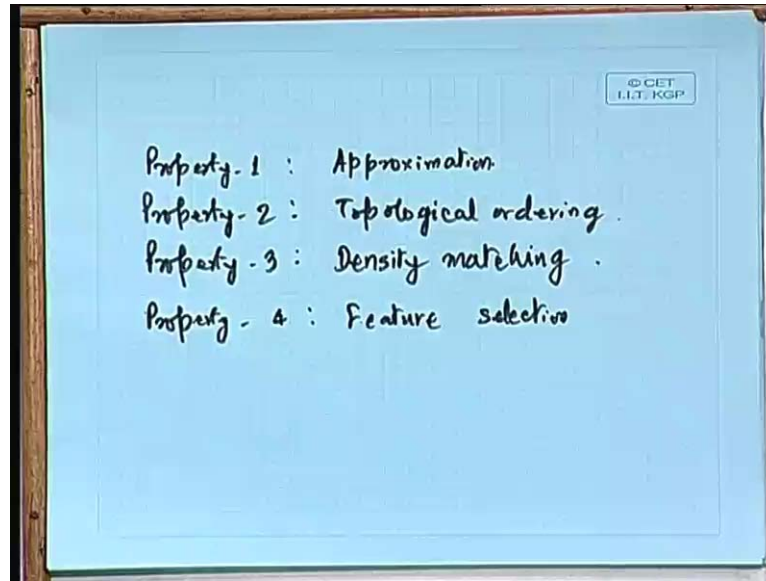 © CET
I.I.T. KGP
Property-1 : Approximation.
Property-2 : Topological ordering.
Property-3 : Density matching.
Property-4 : Feature selection